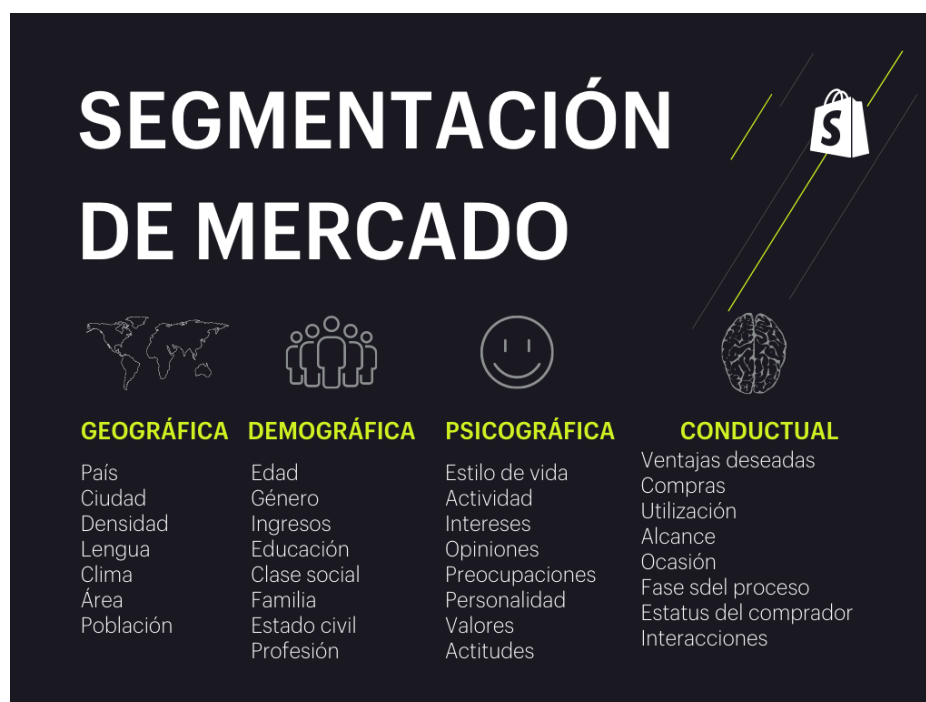 SEGMENTACIÓN
DE MERCADO
S
GEOGRÁFICA
País
Ciudad
Densidad
Lengua
Clima
Área
Población
DEMOGRÁFICA
Edad
Género
Ingresos
Educación
Clase social
Familia
Estado civil
Profesión
PSICOGRÁFICA
Estilo de vida
Actividad
Intereses
Opiniones
Preocupaciones
Personalidad
Valores
Actitudes
CONDUCTUAL
Ventajas deseadas
Compras
Utilización
Alcance
Ocasión
Fase sdel proceso
Estatus del comprador
Interacciones